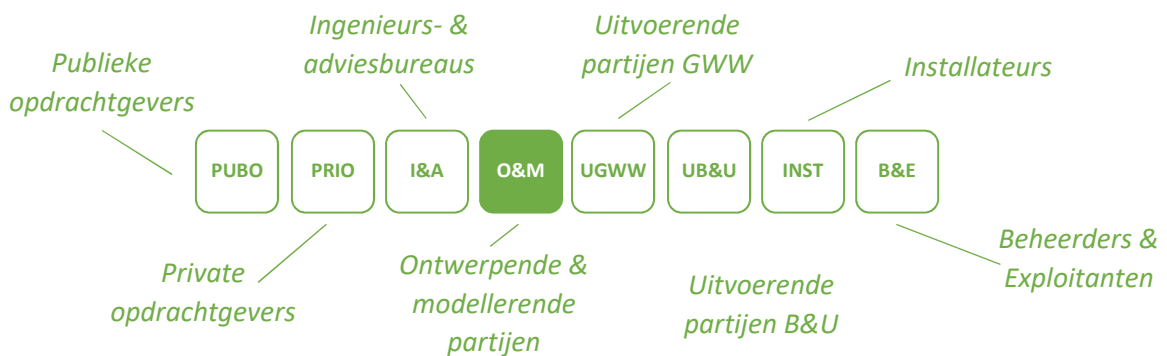 Ingenieurs- &
adviesbureaus
Uitvoerende
partijen GWW
Publieke
opdrachtgevers
Installateurs
PUBO
PRIO
I&A
O&M
UGWW
UB&U
INST
B&E
Private
opdrachtgevers
Ontwerpende &
modellerende
partijen
Uitvoerende
partijen B&U
Beheerders &
Exploitanten